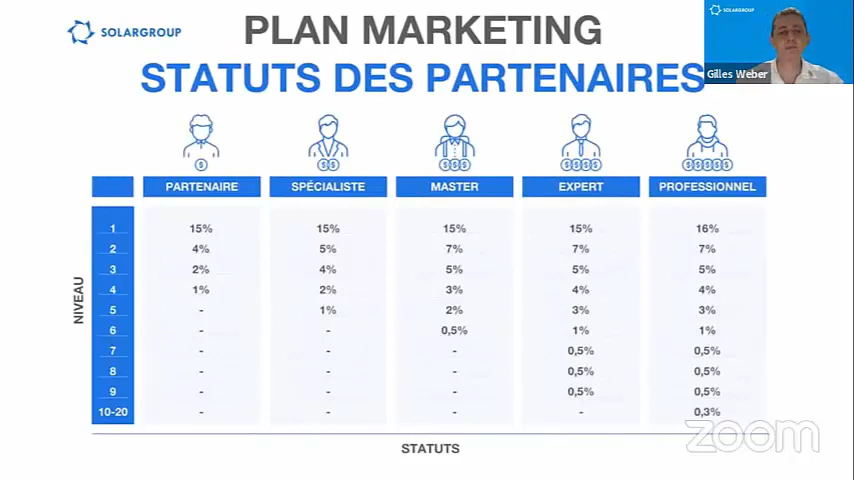 SOLARGROUP
PLAN MARKETING
STATUTS DES PARTENAIRES
SOLARGROUP
Gilles Weber
PARTENAIRE SPÉCIALISTE MASTER EXPERT PROFESSIONNEL
NIVEAU
1 15% 15% 15% 15% 16%
2 4% 5% 7% 7% 7%
3 2% 4% 5% 5% 5%
4 1% 2% 3% 4% 4%
5 - 1% 2% 3% 3%
6 - - 0,5% 1% 1%
7 - - - 0,5% 0,5%
8 - - - 0,5% 0,5%
9 - - - 0,5% 0,5%
10-20 - - - - 0,3%
STATUTS
zoom